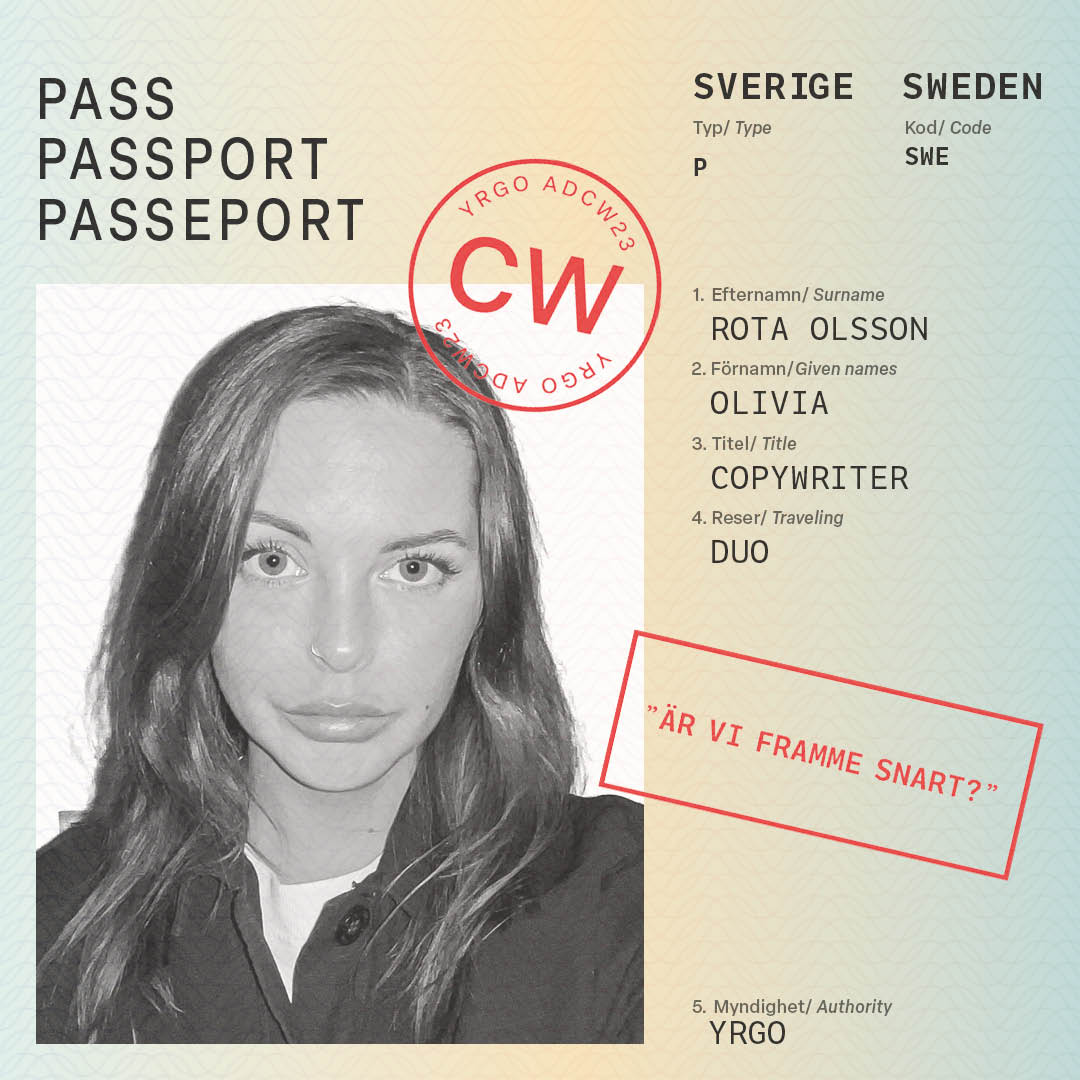 PASS
PASSPORT
PASSEPORT
YRGO ADCW23
CW
YRGO ADCW23
SVERIGE SWEDEN
Typ/ Type Kod/ Code
P SWE
1. Efternamn/ Surname
ROTA OLSSON
2. Förnamn/Given names
OLIVIA
3. Titel/ Title
COPYWRITER
4. Reser/ Traveling
DUO
”ÄR VI FRAMME SNART?”
5. Myndighet/ Authority
YRGO